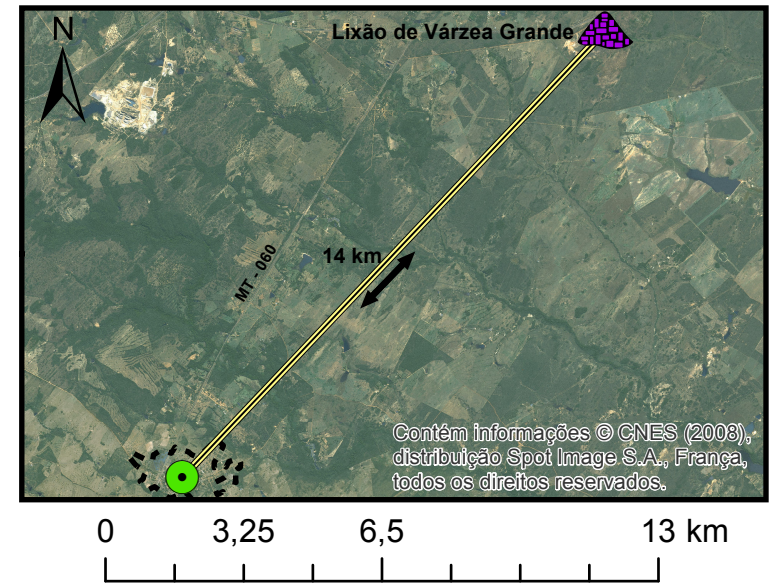 N
Lixão de Várzea Grande
14 km
MT - 060
Contém informações © CNES (2008),
distribuição Spot Image S.A., França,
todos os direitos reservados.
0 3,25 6,5 13 km